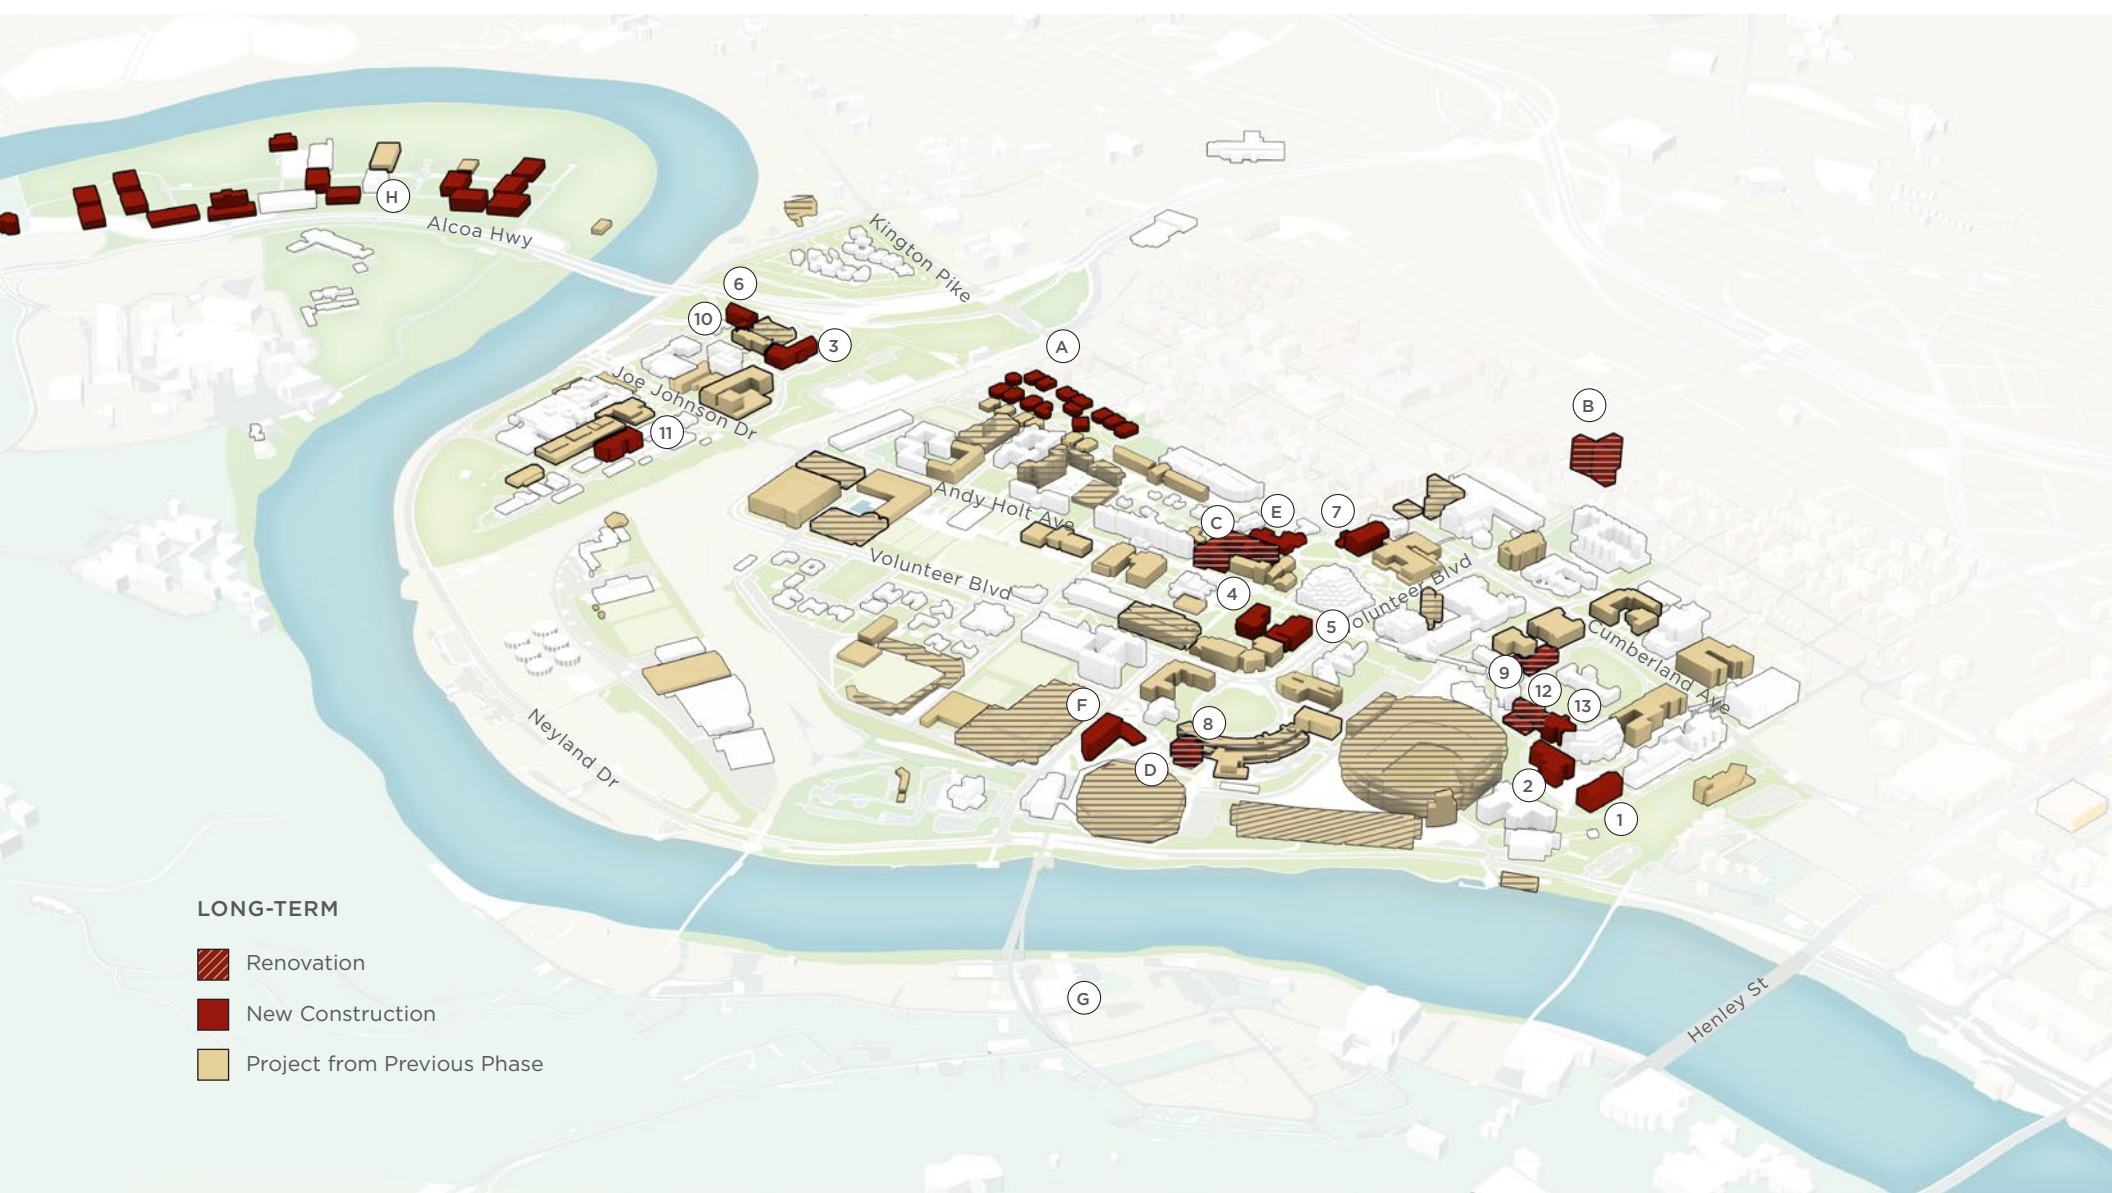 H
Alcoa Hwy
Kington Pike
6
10
3
A
Joe Johnson Dr
11
B
Andy Holt Ave
C
E
7
Volunteer Blvd
4
5
olunteer Blvd
Cumberland Ave
9
12
13
F
8
D
2
1
Neyland Dr
G
Henley St
LONG-TERM
Renovation
New Construction
Project from Previous Phase